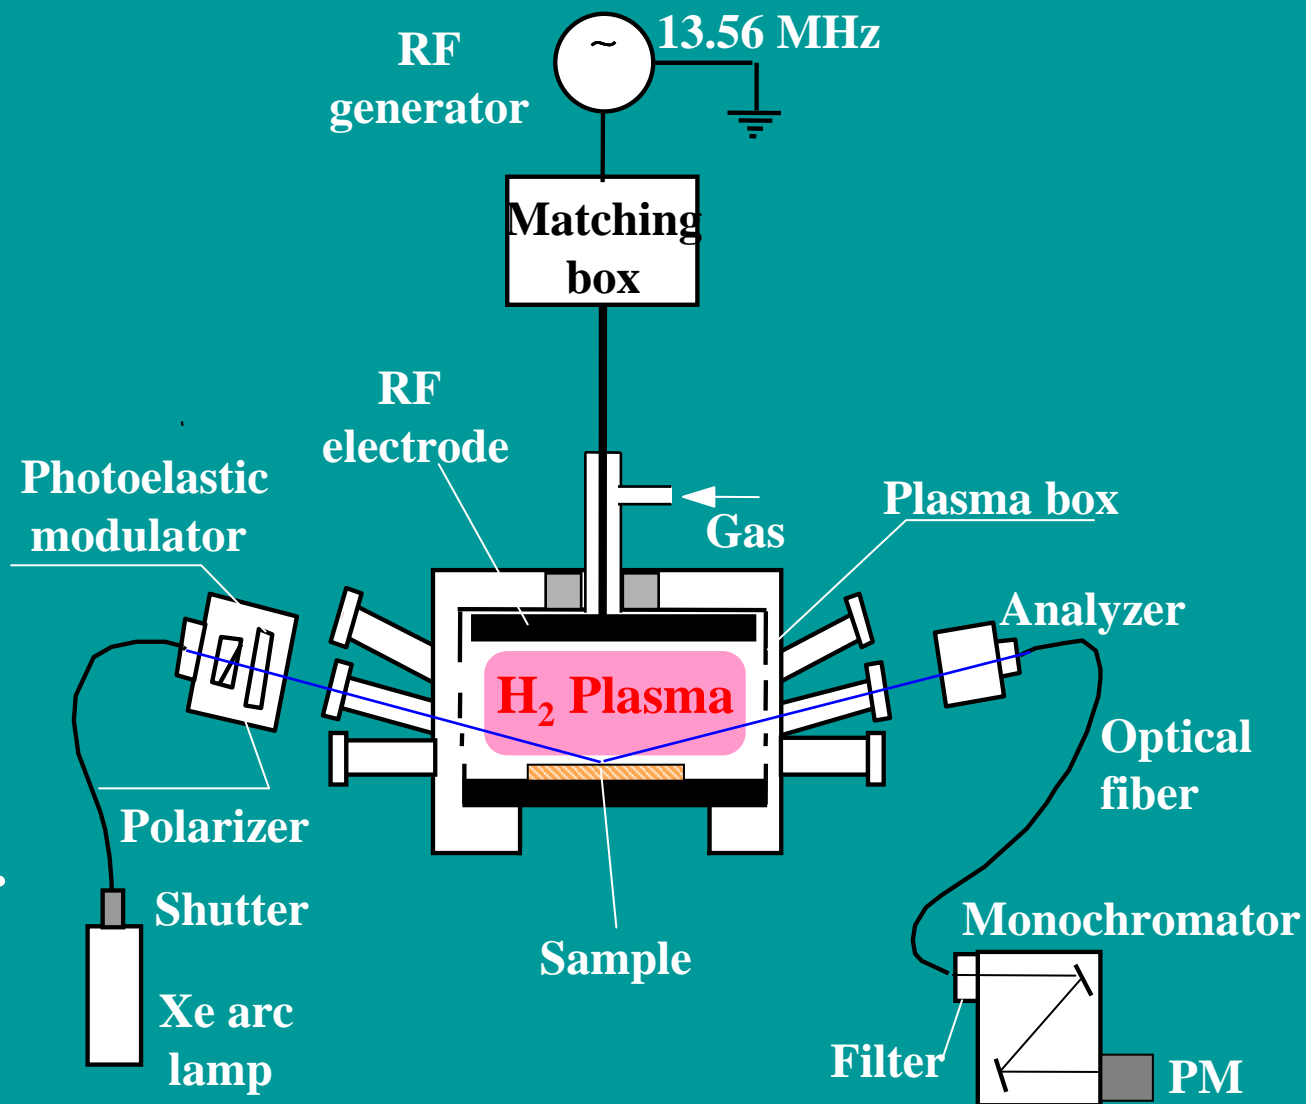 RF
generator
~
13.56 MHz
Matching
box
RF
electrode
Photoelastic
modulator
Gas
Plasma box
Analyzer
H₂ Plasma
Optical
fiber
Polarizer
Shutter
Sample
Monochromator
Xe arc
lamp
Filter
PM